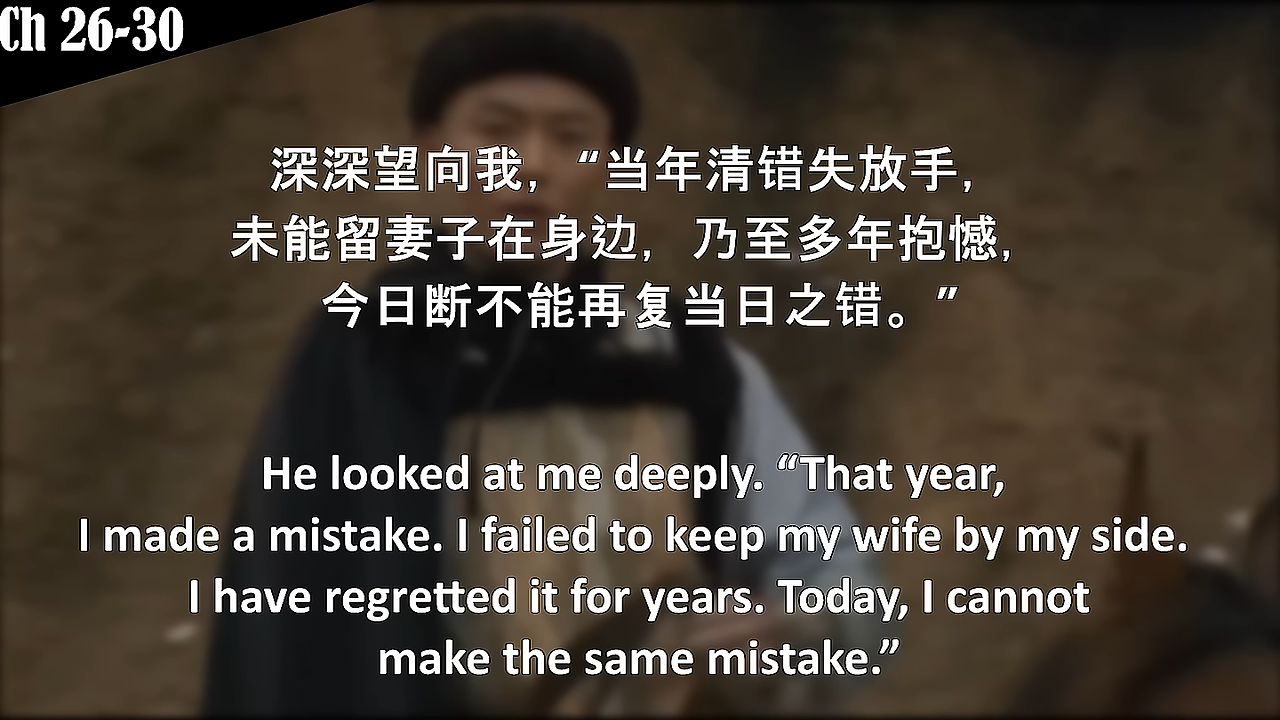 Ch 26-30
深深望向我，“当年清错失放手，
未能留妻子在身边，乃至多年抱憾，
今日断不能再复当日之错。”
He looked at me deeply. “That year,
I made a mistake. I failed to keep my wife by my side.
I have regretted it for years. Today, I cannot
make the same mistake.”